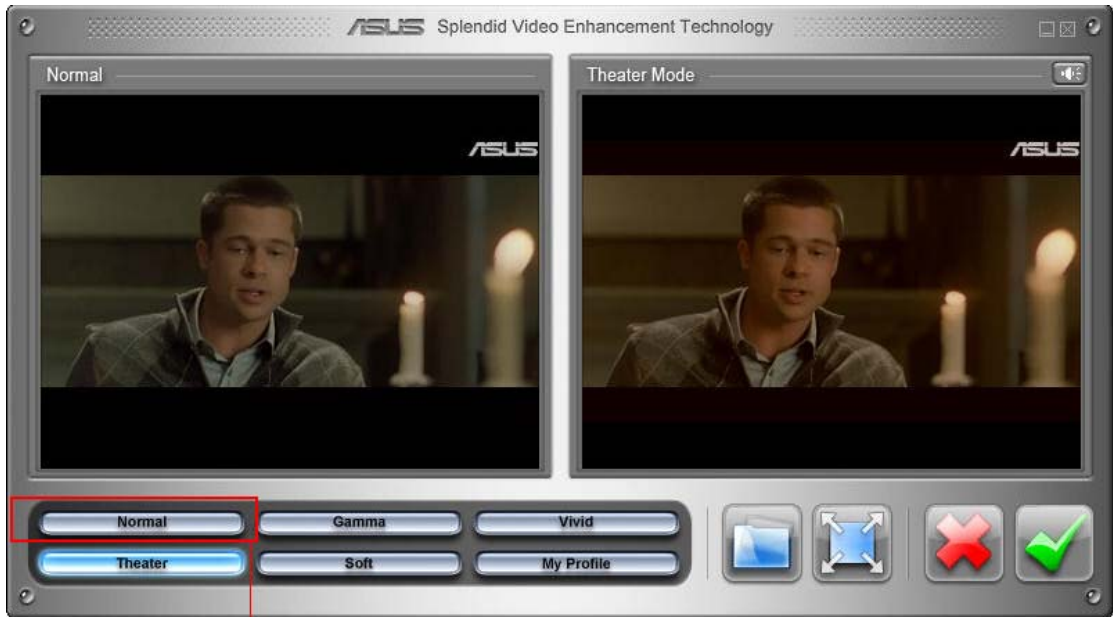 ASUS Splendid Video Enhancement Technology
Normal
Theater Mode
ASUS
ASUS
Normal
Gamma
Vivid
Theater
Soft
My Profile